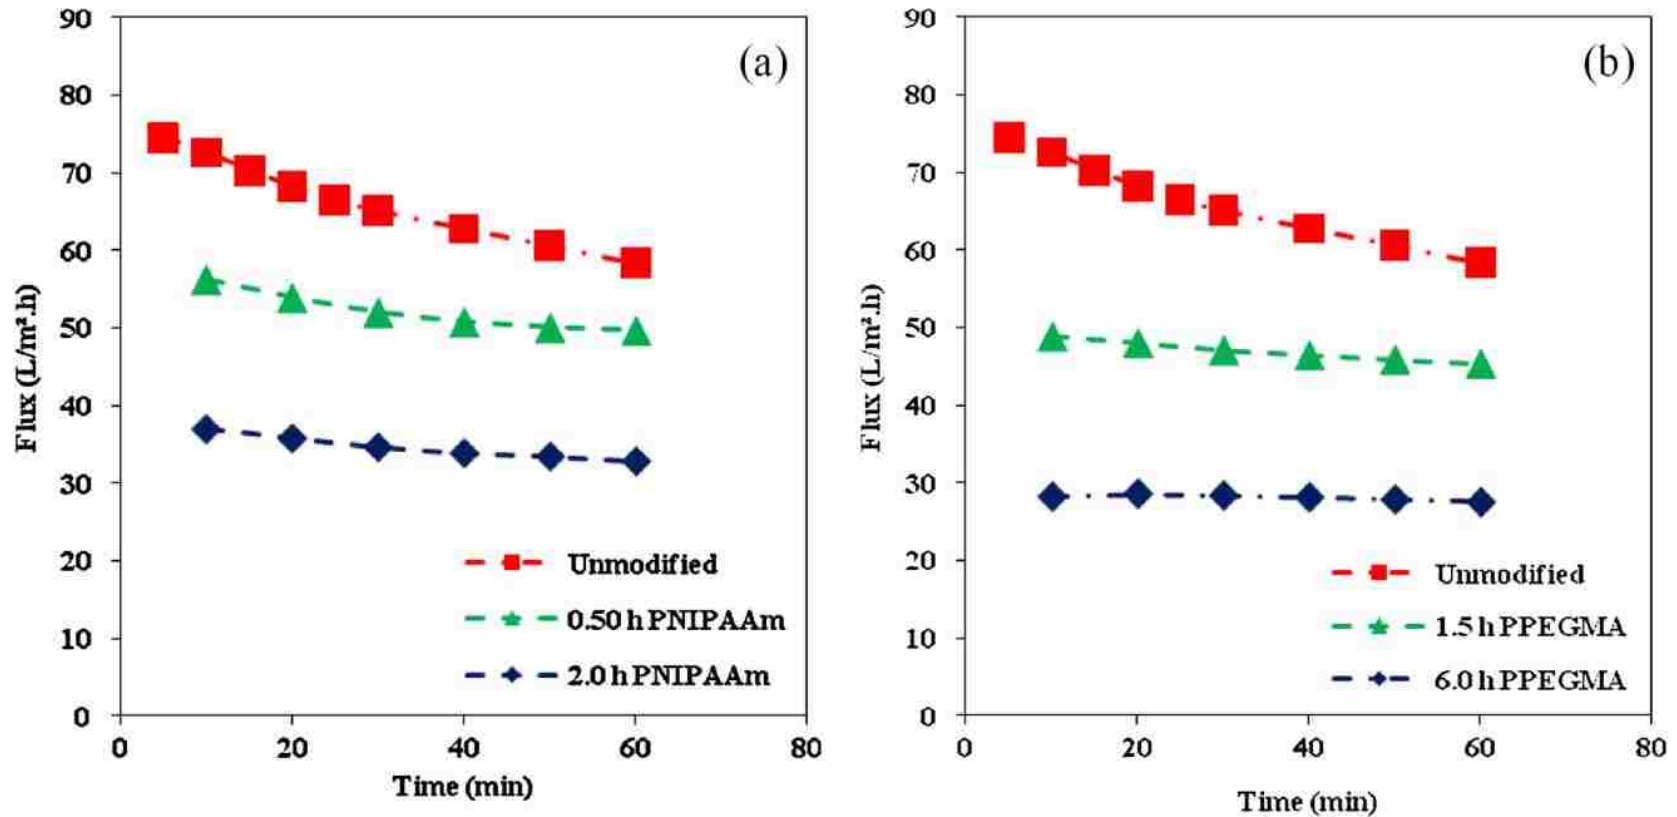 (a)
90
80
70
60
50
40
30
20
10
0
Flux (L/m².h)
Unmodified
0.50 h PNIPAAm
2.0 h PNIPAAm
0 20 40 60 80
Time (min)
(b)
90
80
70
60
50
40
30
20
10
0
Flux (L/m².h)
Unmodified
1.5 h PPEGMA
6.0 h PPEGMA
0 20 40 60 80
Time (min)